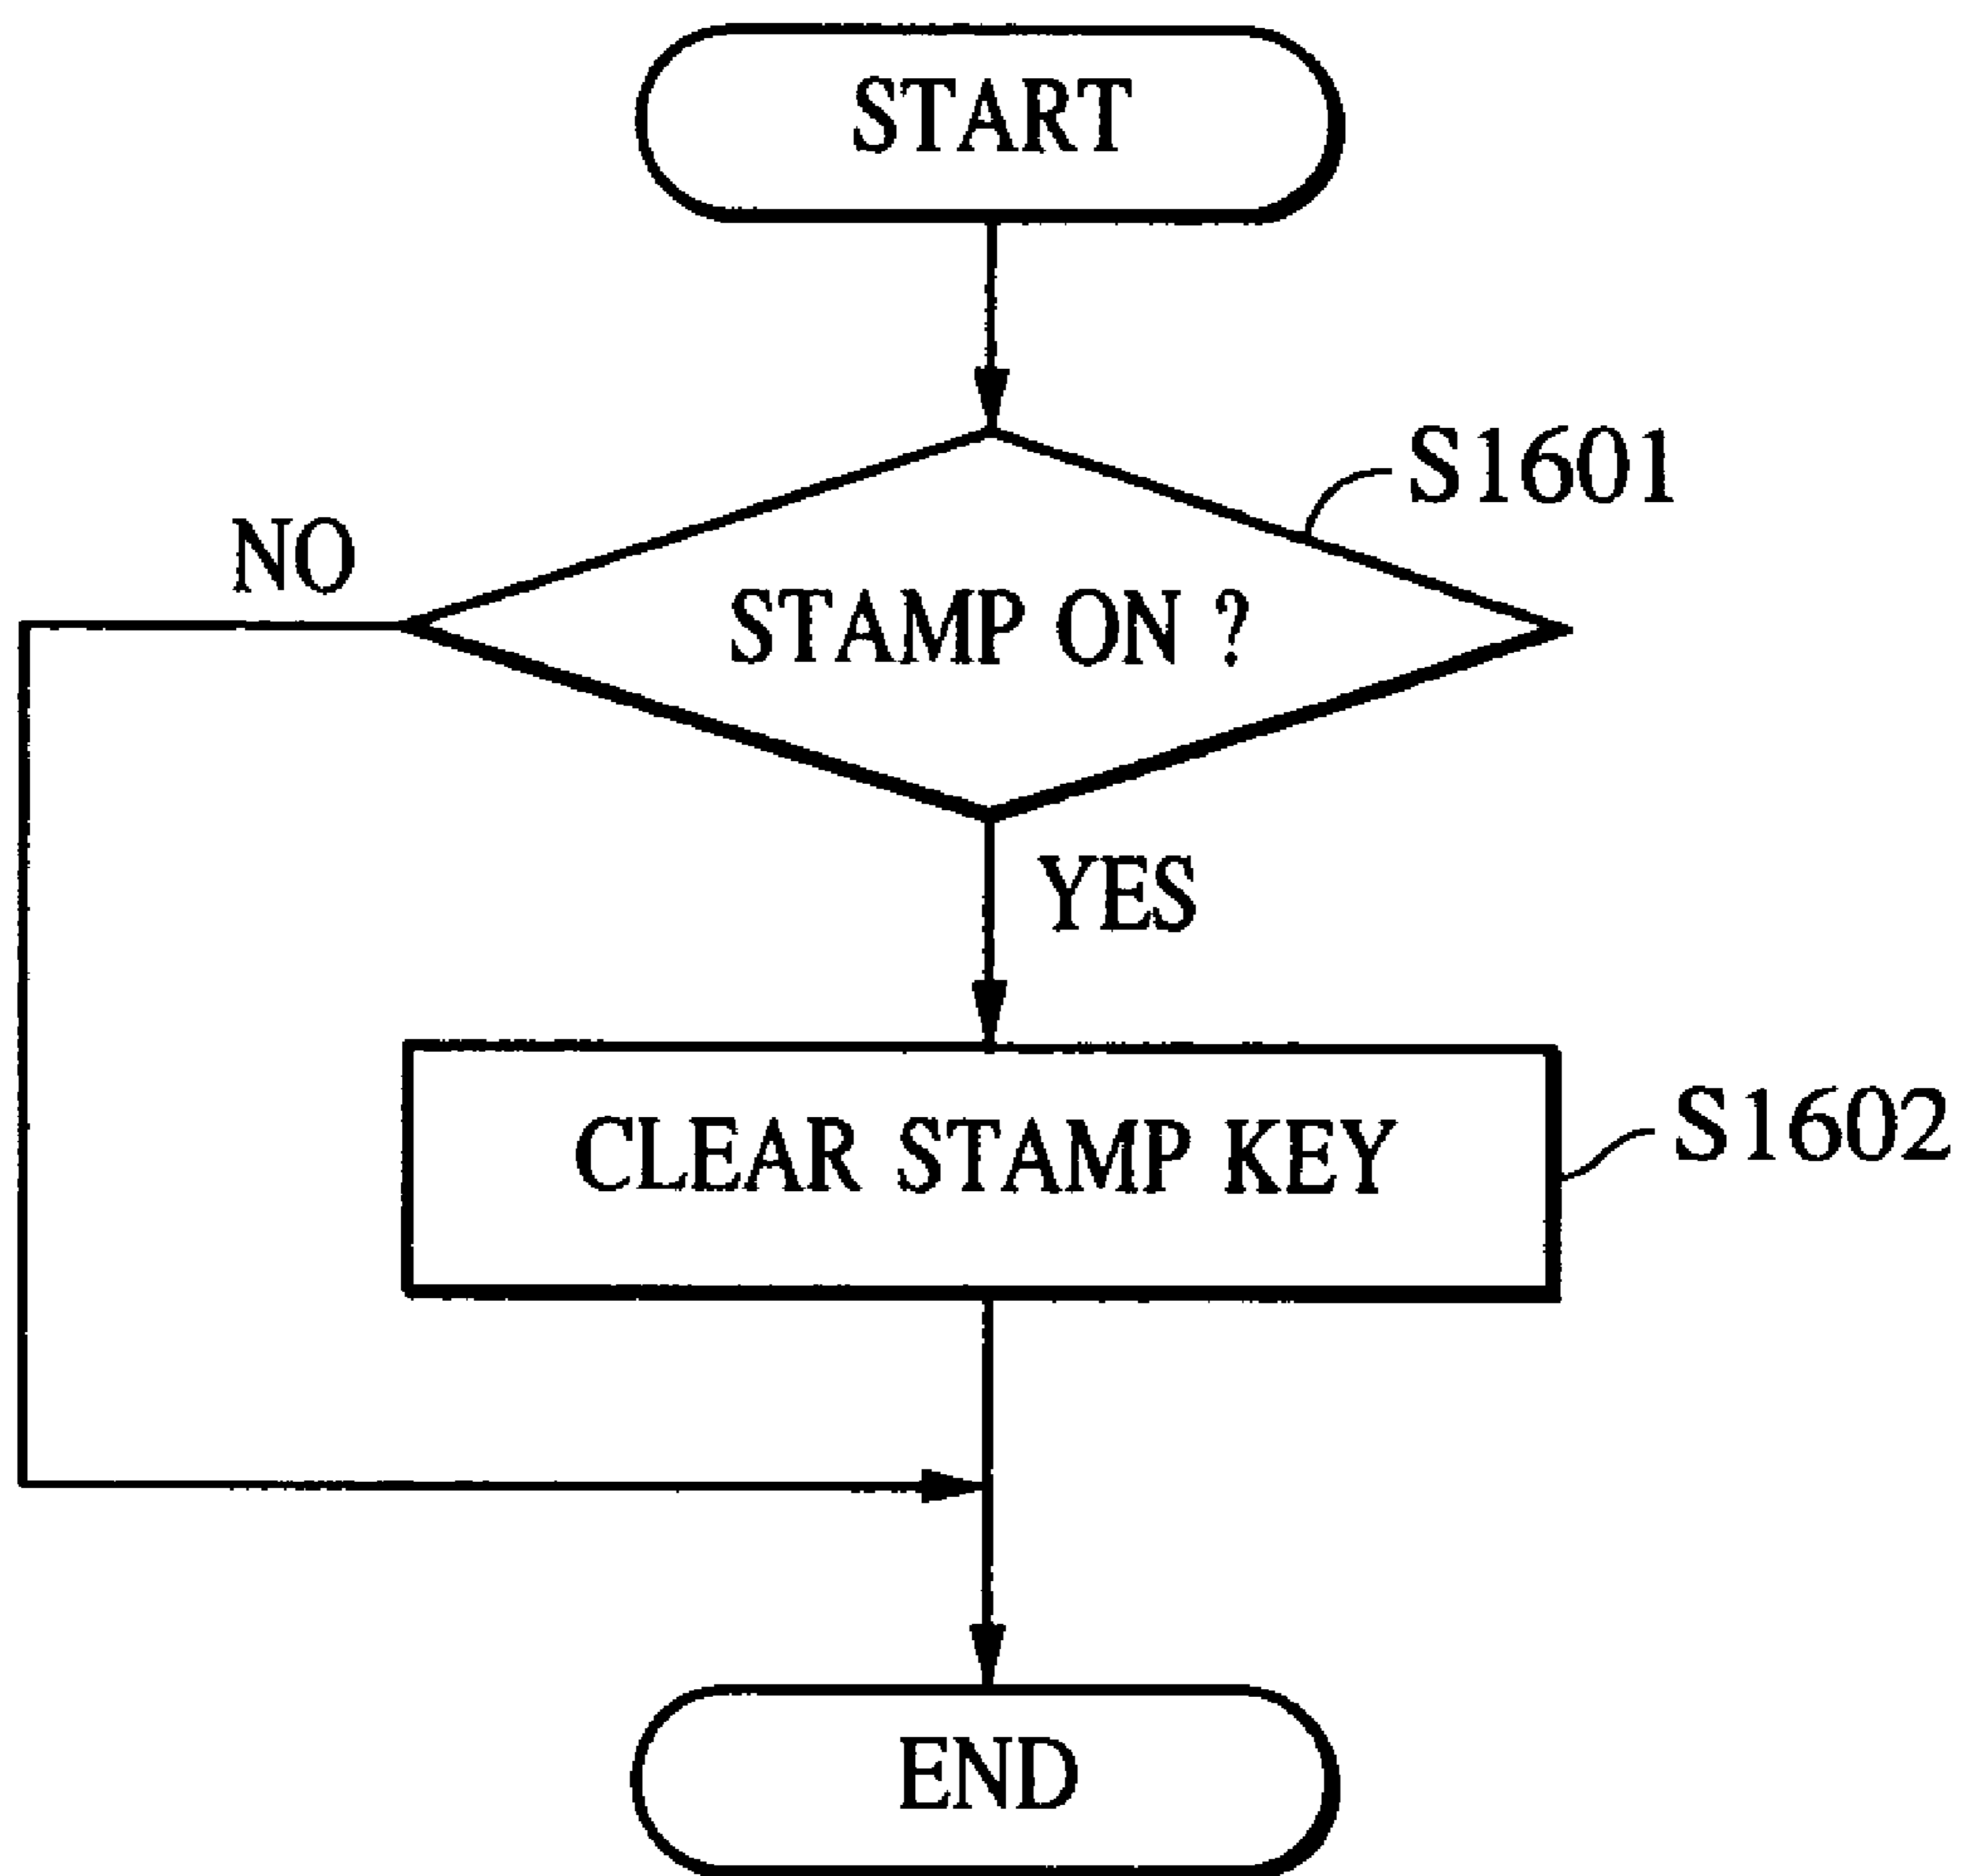 START
S1601
NO
STAMP ON ?
YES
CLEAR STAMP KEY
S1602
END